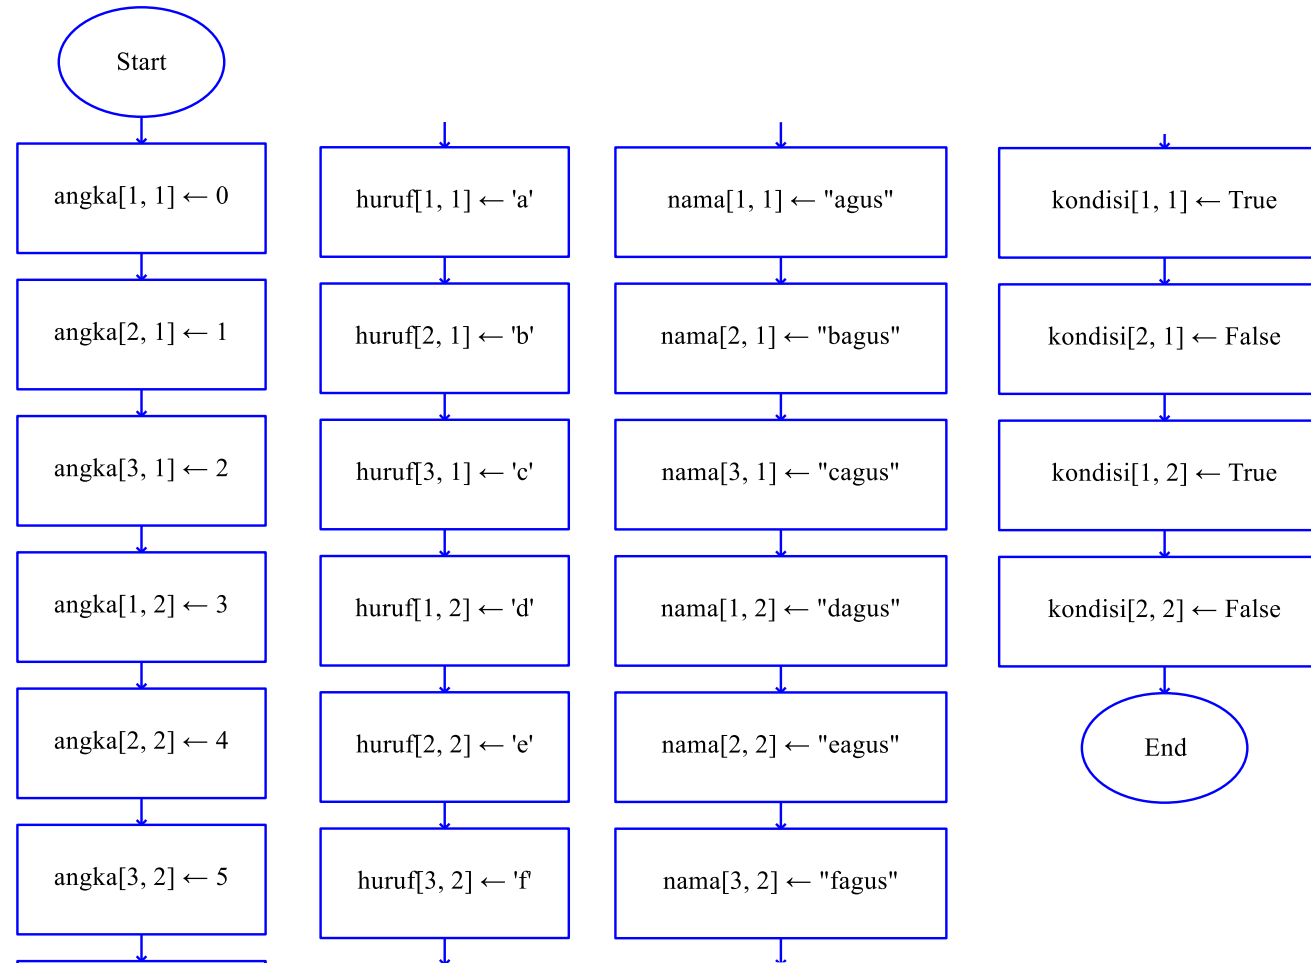 Start
angka[1, 1] ← 0
angka[2, 1] ← 1
angka[3, 1] ← 2
angka[1, 2] ← 3
angka[2, 2] ← 4
angka[3, 2] ← 5
huruf[1, 1] ← 'a'
huruf[2, 1] ← 'b'
huruf[3, 1] ← 'c'
huruf[1, 2] ← 'd'
huruf[2, 2] ← 'e'
huruf[3, 2] ← 'f'
nama[1, 1] ← "agus"
nama[2, 1] ← "bagus"
nama[3, 1] ← "cagus"
nama[1, 2] ← "dagus"
nama[2, 2] ← "eagus"
nama[3, 2] ← "fagus"
kondisi[1, 1] ← True
kondisi[2, 1] ← False
kondisi[1, 2] ← True
kondisi[2, 2] ← False
End